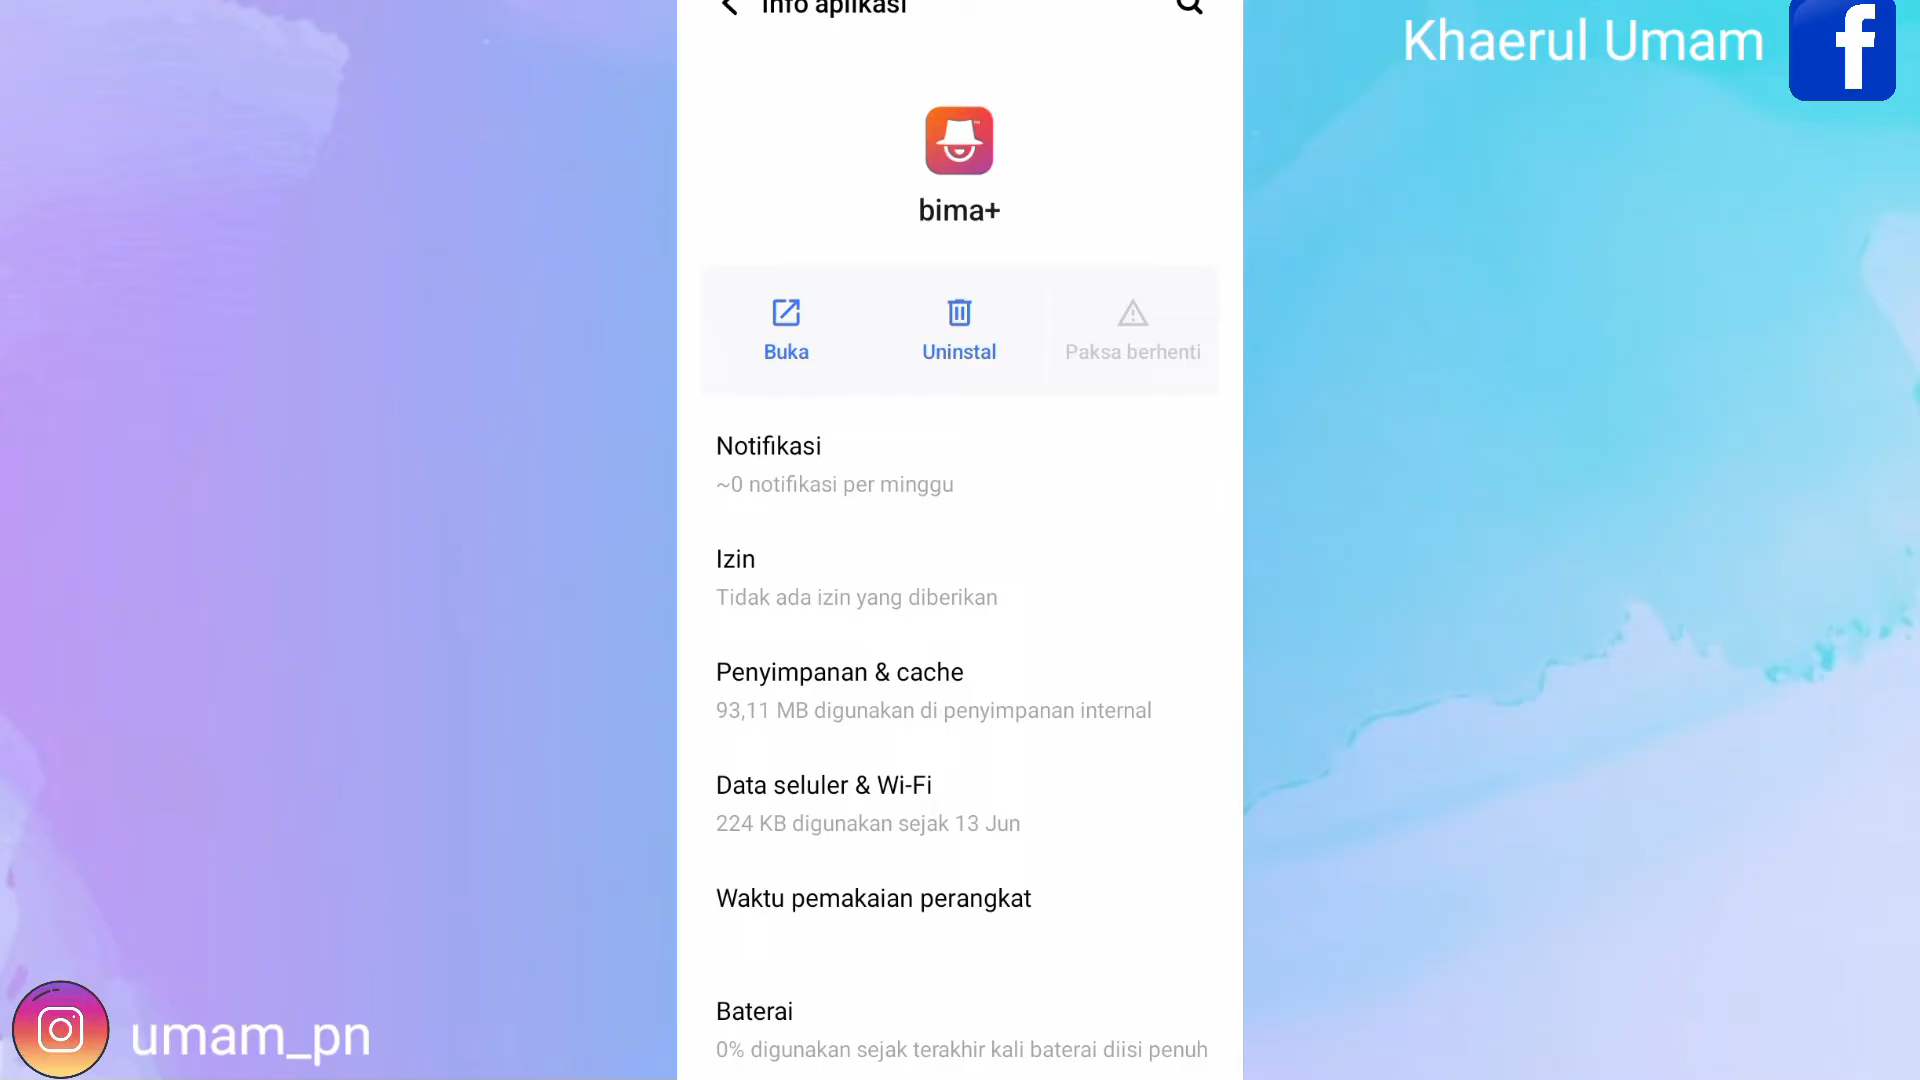 Info aplikasi
Khaerul Umam
bima+
Buka
Uninstal
Paksa berhenti
Notifikasi
~0 notifikasi per minggu
Izin
Tidak ada izin yang diberikan
Penyimpanan & cache
93,11 MB digunakan di penyimpanan internal
Data seluler & Wi-Fi
224 KB digunakan sejak 13 Jun
Waktu pemakaian perangkat
Baterai
0% digunakan sejak terakhir kali baterai diisi penuh
umam_pn